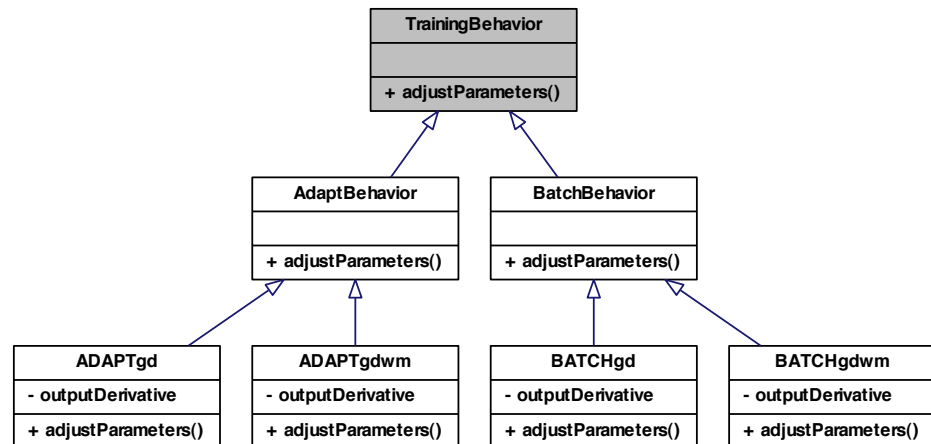 TrainingBehavior
+ adjustParameters()
AdaptBehavior
+ adjustParameters()
BatchBehavior
+ adjustParameters()
ADAPTgd
- outputDerivative
+ adjustParameters()
ADAPTgdwm
- outputDerivative
+ adjustParameters()
BATCHgd
- outputDerivative
+ adjustParameters()
BATCHgdwm
- outputDerivative
+ adjustParameters()